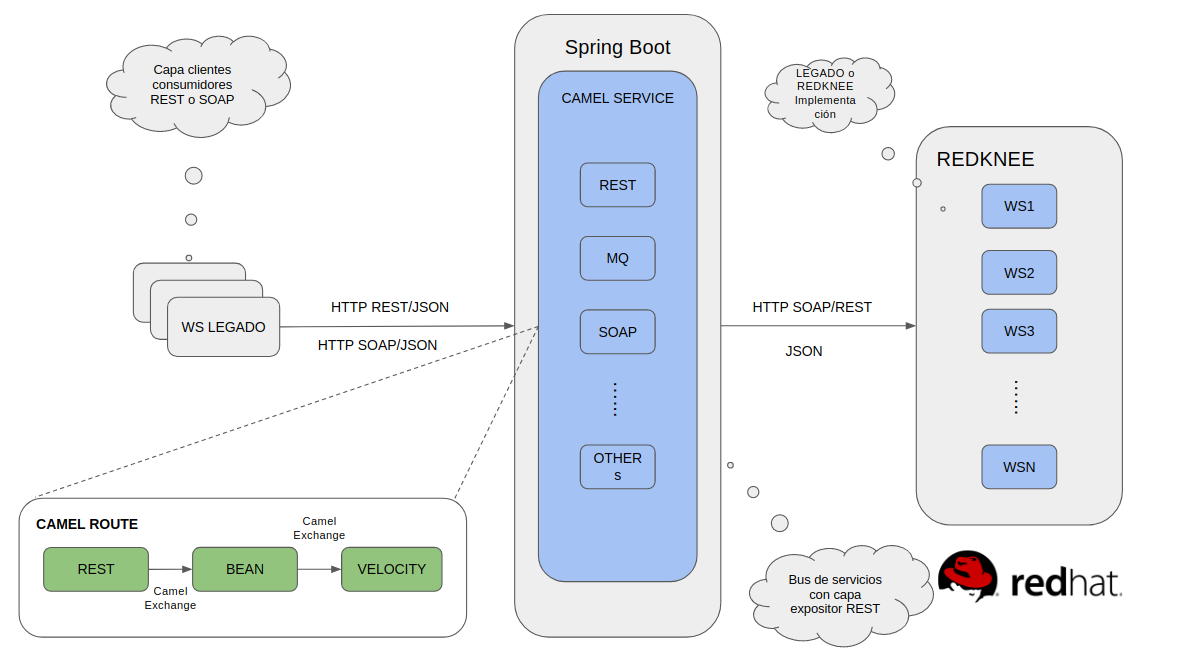 Capa clientes
consumidores
REST o SOAP
WS LEGADO
HTTP REST/JSON
HTTP SOAP/JSON
Spring Boot
CAMEL SERVICE
REST
MQ
SOAP
OTHER
s
HTTP SOAP/REST
JSON
LEGADO o
REDKNEE
Implementa
ción
REDKNEE
WS1
WS2
WS3
WSN
CAMEL ROUTE
REST
Camel
Exchange
BEAN
Camel
Exchange
VELOCITY
Bus de servicios
con capa
expositor REST
redhat.